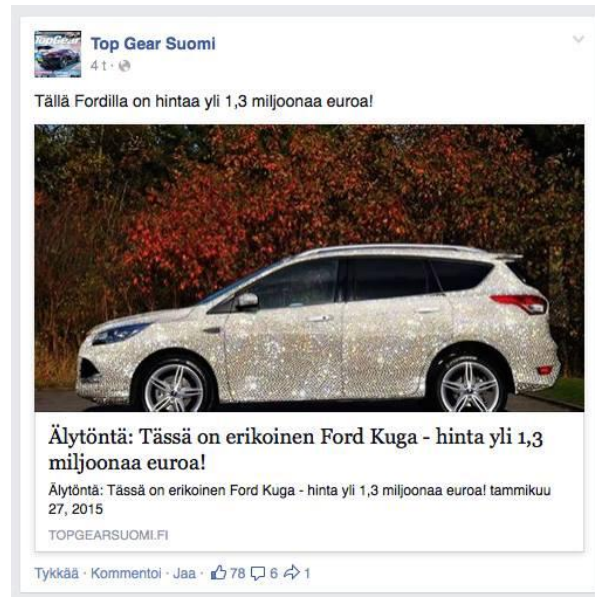 TopGear
Top Gear Suomi
4 t ·
Tällä Fordilla on hintaa yli 1,3 miljoonaa euroa!
Älytöntä: Tässä on erikoinen Ford Kuga - hinta yli 1,3
miljoonaa euroa!
Älytöntä: Tässä on erikoinen Ford Kuga - hinta yli 1,3 miljoonaa euroa! tammikuu
27, 2015
TOPGEARSUOMI.FI
Tykkää · Kommentoi · Jaa · 78 6 1